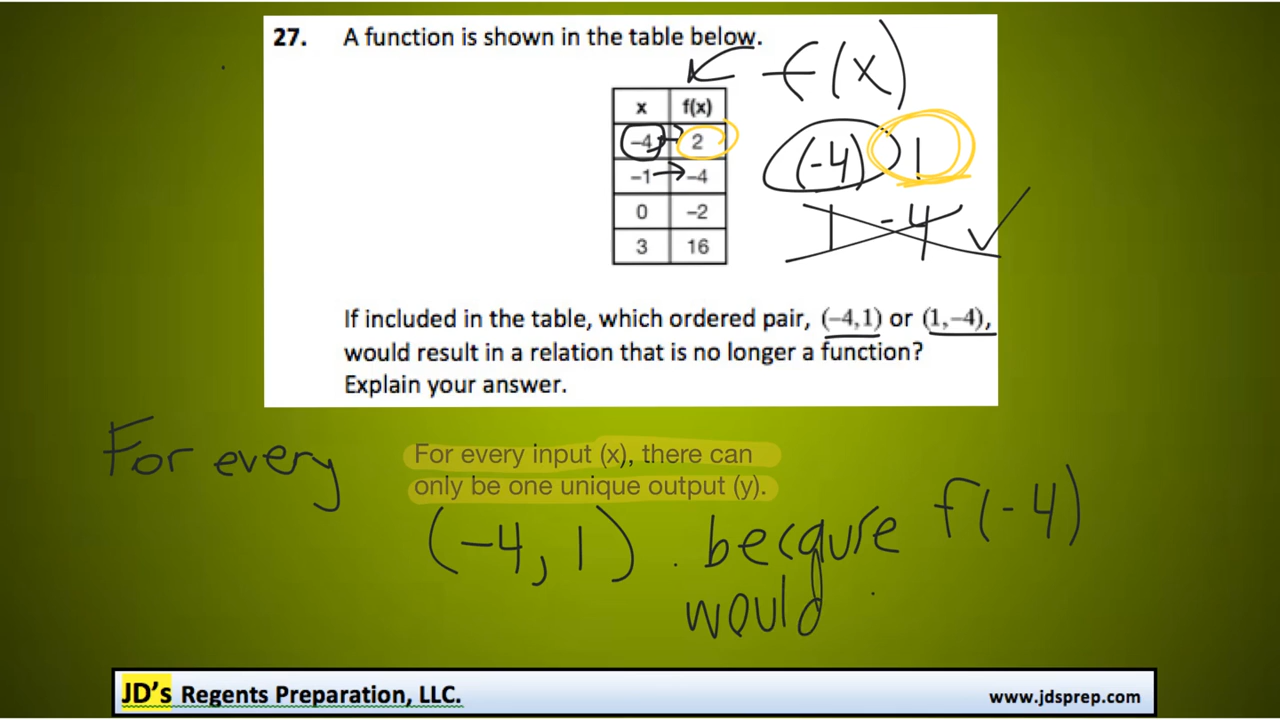 27. A function is shown in the table below.
f(x)
x f(x)
-4 2
-1 -4
0 -2
3 16
(-4) 1
1 -4
If included in the table, which ordered pair, (-4,1) or (1,-4),
would result in a relation that is no longer a function?
Explain your answer.
For every
For every input (x), there can
only be one unique output (y).
(-4, 1). because f(-4)
would
JD's Regents Preparation, LLC.
www.jdsprep.com